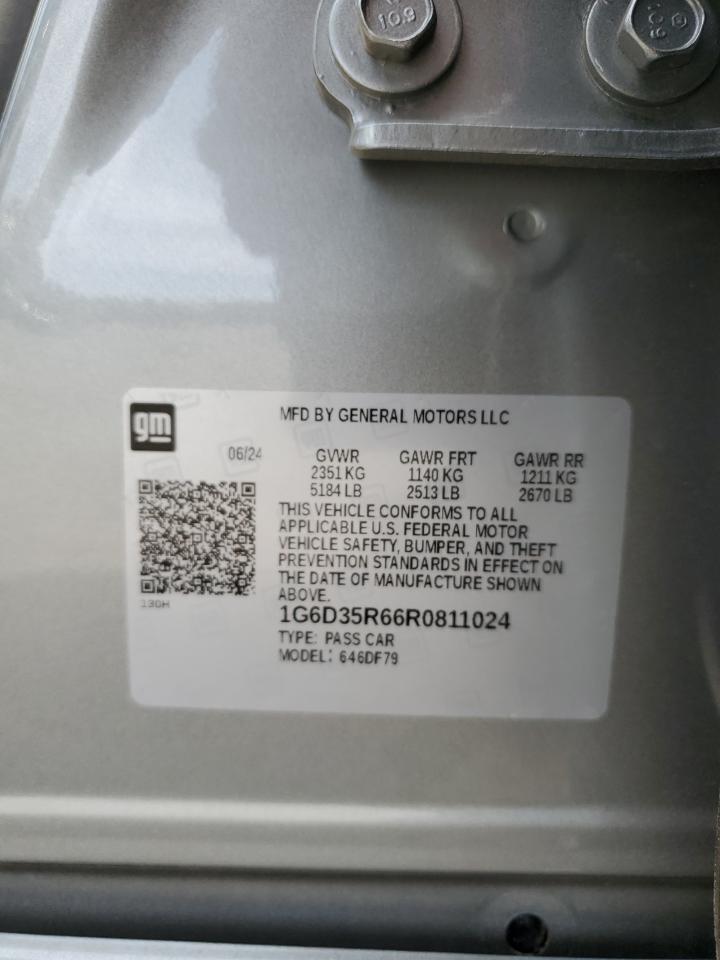 10.9
gm
MFD BY GENERAL MOTORS LLC
06/24
GVWR GAWR FRT GAWR RR
2351 KG 1140 KG 1211 KG
5184 LB 2513 LB 2670 LB
THIS VEHICLE CONFORMS TO ALL
APPLICABLE U.S. FEDERAL MOTOR
VEHICLE SAFETY, BUMPER, AND THEFT
PREVENTION STANDARDS IN EFFECT ON
THE DATE OF MANUFACTURE SHOWN
ABOVE.
130H
1G6D35R66R0811024
TYPE: PASS CAR
MODEL: 646DF79